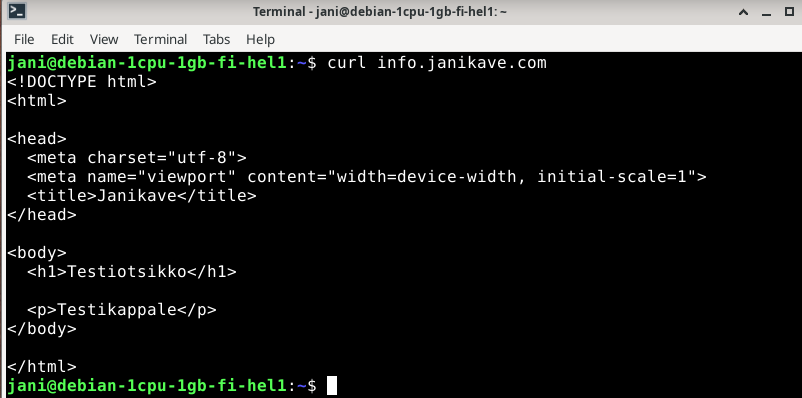 Terminal - jani@debian-1cpu-1gb-fi-hel1: ~
File Edit View Terminal Tabs Help
jani@debian-1cpu-1gb-fi-hel1:~$ curl info.janikave.com
<!DOCTYPE html>
<html>
<head>
  <meta charset="utf-8">
  <meta name="viewport" content="width=device-width, initial-scale=1">
  <title>Janikave</title>
</head>
<body>
  <h1>Testiotsikko</h1>
  <p>Testikappale</p>
</body>
</html>
jani@debian-1cpu-1gb-fi-hel1:~$